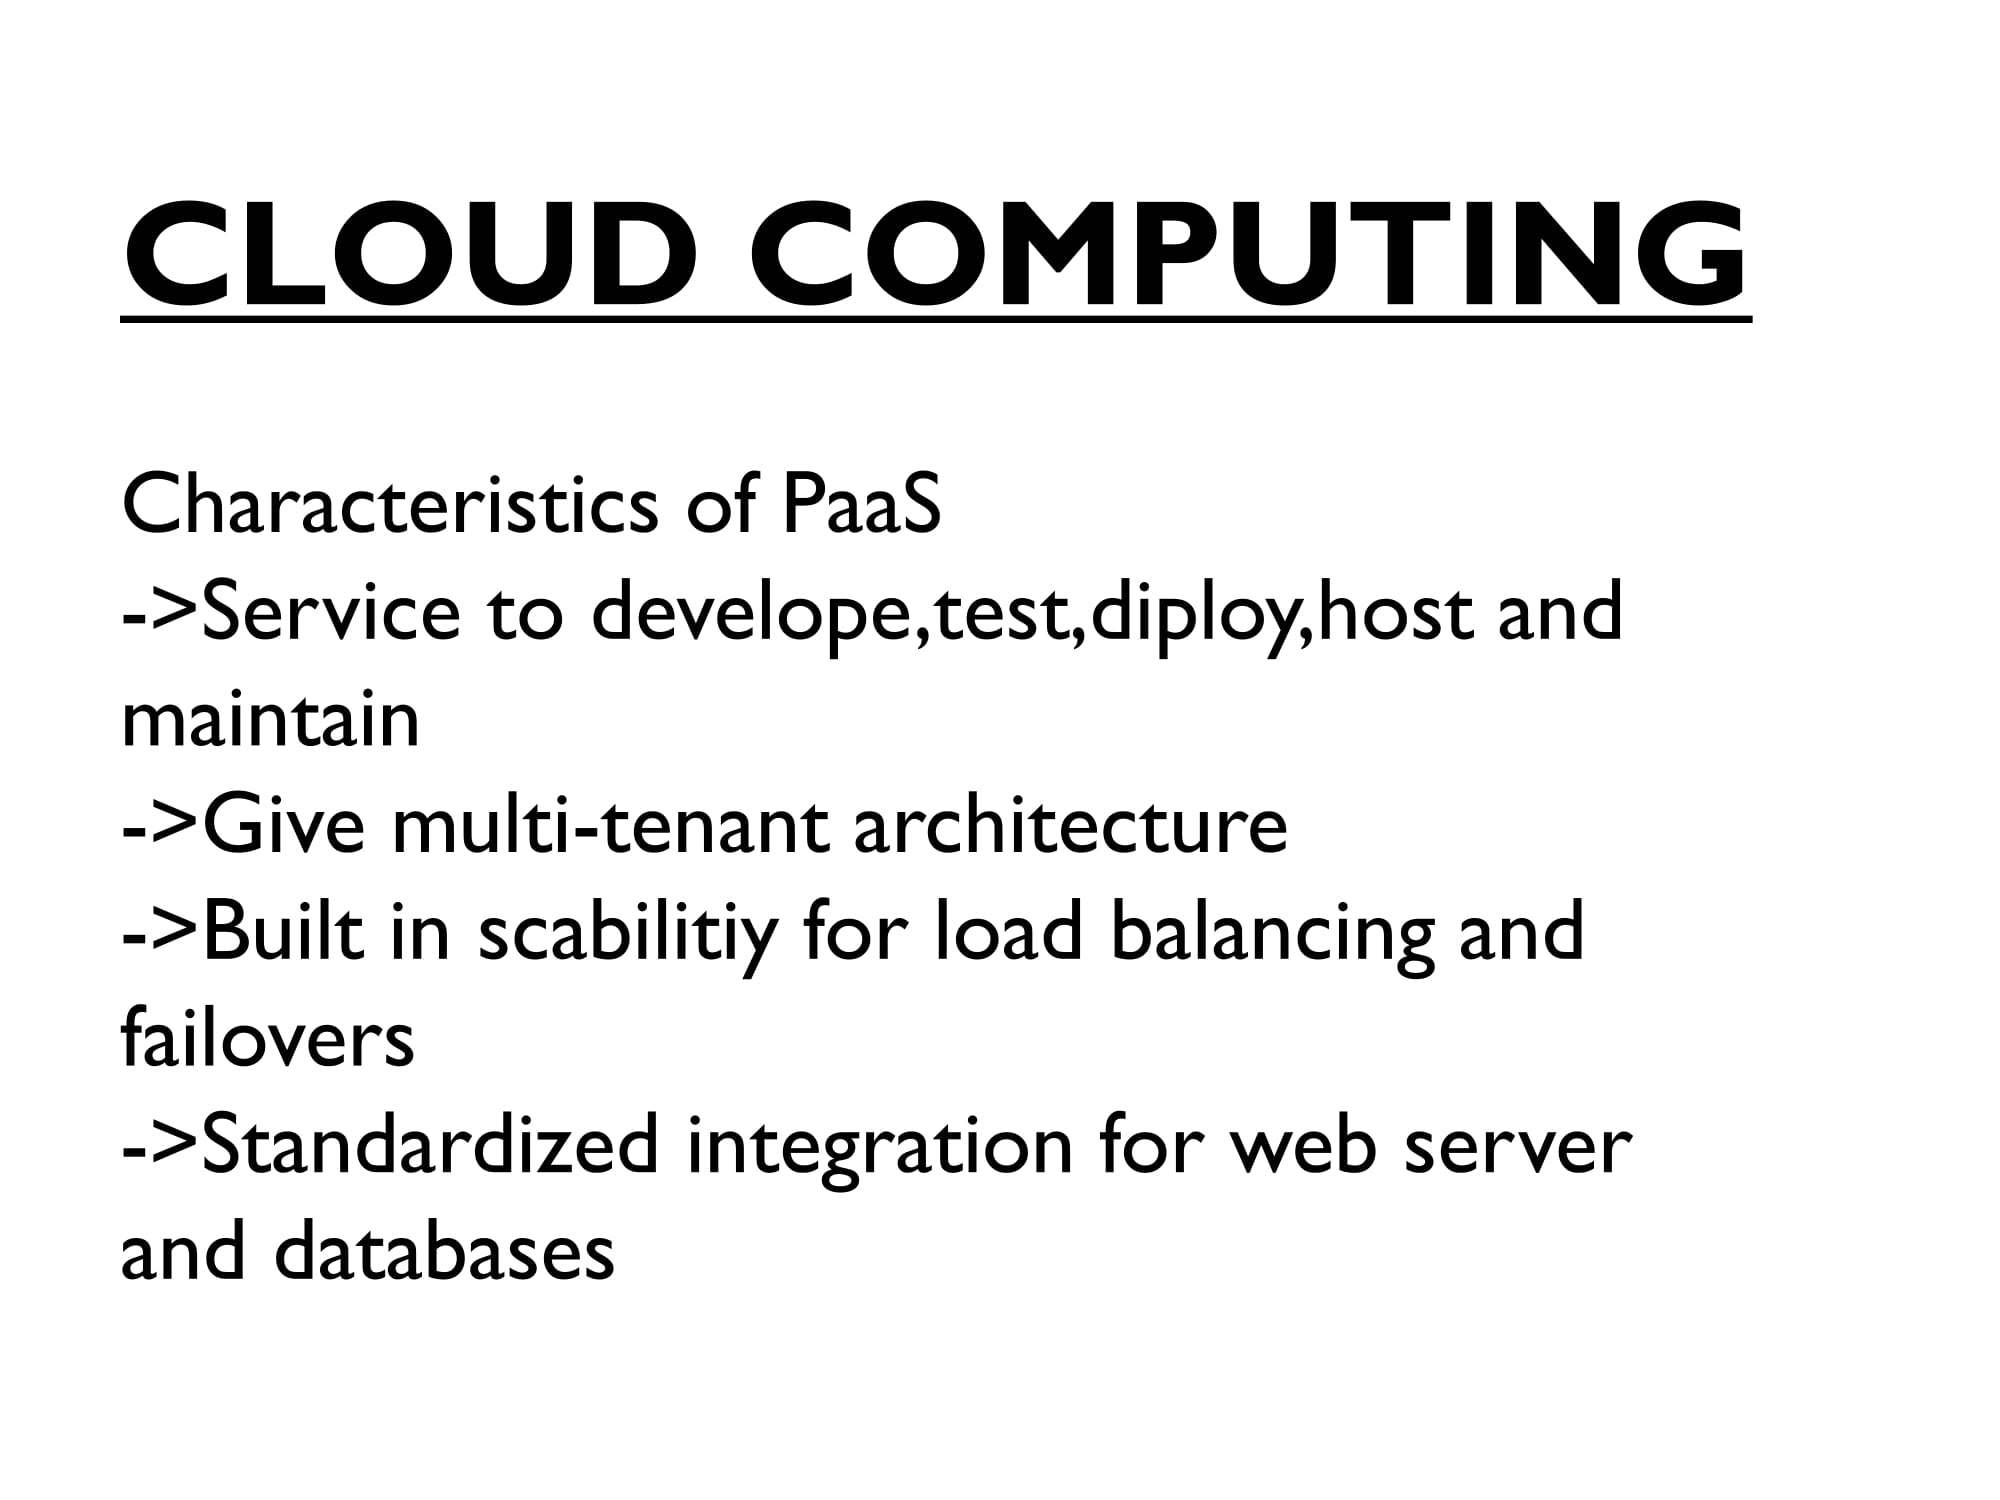 CLOUD COMPUTING
Characteristics of PaaS
->Service to develope,test,diploy,host and
maintain
->Give multi-tenant architecture
->Built in scabilitiy for load balancing and
failovers
->Standardized integration for web server
and databases